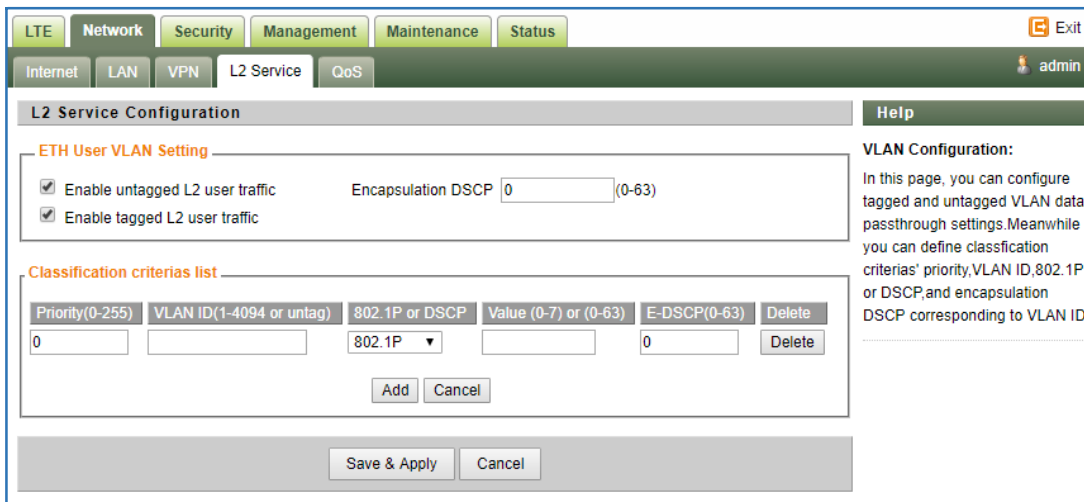 LTE Network Security Management Maintenance Status Exit
Internet LAN VPN L2 Service QoS admin
L2 Service Configuration
ETH User VLAN Setting
Enable untagged L2 user traffic Encapsulation DSCP 0 (0-63)
Enable tagged L2 user traffic
Classification criterias list
Priority(0-255) VLAN ID(1-4094 or untag) 802.1P or DSCP Value (0-7) or (0-63) E-DSCP(0-63) Delete
0 802.1P 0 Delete
Add Cancel
Save & Apply Cancel
Help
VLAN Configuration:
In this page, you can configure
tagged and untagged VLAN data
passthrough settings.Meanwhile
you can define classfication
criterias' priority,VLAN ID,802.1P
or DSCP,and encapsulation
DSCP corresponding to VLAN ID